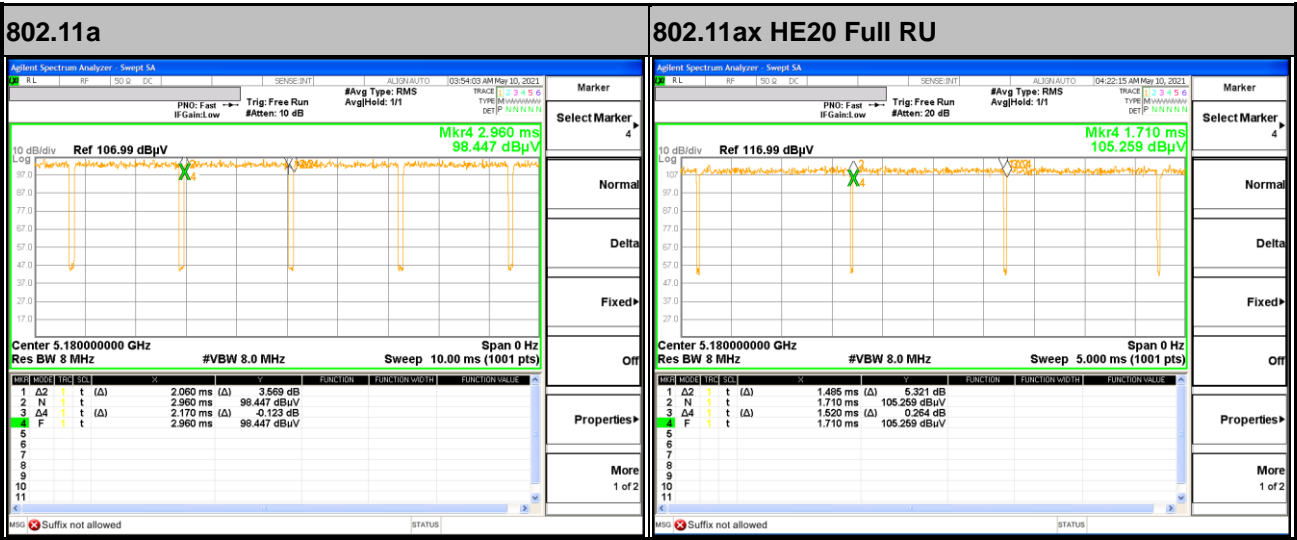 802.11a
Agilent Spectrum Analyzer - Swept SA
RL RF 50 Ω DC SENSE:INT ALIGNAUTO 03:54:03 AM May 10, 2021
#Avg Type: RMS TRACE 1 2 3 4 5 6
PNO: Fast Trig: Free Run Avg|Hold: 1/1 TYPE M
IFGain:Low #Atten: 10 dB DET P N N N N N
Mkr4 2.960 ms
98.447 dBµV
10 dB/div Ref 106.99 dBµV
Log
97.0
87.0
77.0
67.0
57.0
47.0
37.0
27.0
17.0
Center 5.180000000 GHz Span 0 Hz
Res BW 8 MHz #VBW 8.0 MHz Sweep 10.00 ms (1001 pts)
MKR MODE TRC SCL X Y FUNCTION FUNCTION WIDTH FUNCTION VALUE
1 Δ2 1 t (Δ) 2.060 ms (Δ) 3.569 dB
2 N 1 t 2.960 ms 98.447 dBµV
3 Δ4 1 t (Δ) 2.170 ms (Δ) -0.123 dB
4 F 1 t 2.960 ms 98.447 dBµV
5
6
7
8
9
10
11
MSG Suffix not allowed STATUS
Marker
Select Marker
4
Normal
Delta
Fixed
Off
Properties
More
1 of 2
802.11ax HE20 Full RU
Agilent Spectrum Analyzer - Swept SA
RL RF 50 Ω DC SENSE:INT ALIGNAUTO 04:22:15 AM May 10, 2021
#Avg Type: RMS TRACE 1 2 3 4 5 6
PNO: Fast Trig: Free Run Avg|Hold: 1/1 TYPE M
IFGain:Low #Atten: 20 dB DET P N N N N N
Mkr4 1.710 ms
105.259 dBµV
10 dB/div Ref 116.99 dBµV
Log
107
97.0
87.0
77.0
67.0
57.0
47.0
37.0
27.0
Center 5.180000000 GHz Span 0 Hz
Res BW 8 MHz #VBW 8.0 MHz Sweep 5.000 ms (1001 pts)
MKR MODE TRC SCL X Y FUNCTION FUNCTION WIDTH FUNCTION VALUE
1 Δ2 1 t (Δ) 1.485 ms (Δ) 5.321 dB
2 N 1 t 1.710 ms 105.259 dBµV
3 Δ4 1 t (Δ) 1.520 ms (Δ) 0.264 dB
4 F 1 t 1.710 ms 105.259 dBµV
5
6
7
8
9
10
11
MSG Suffix not allowed STATUS
Marker
Select Marker
4
Normal
Delta
Fixed
Off
Properties
More
1 of 2